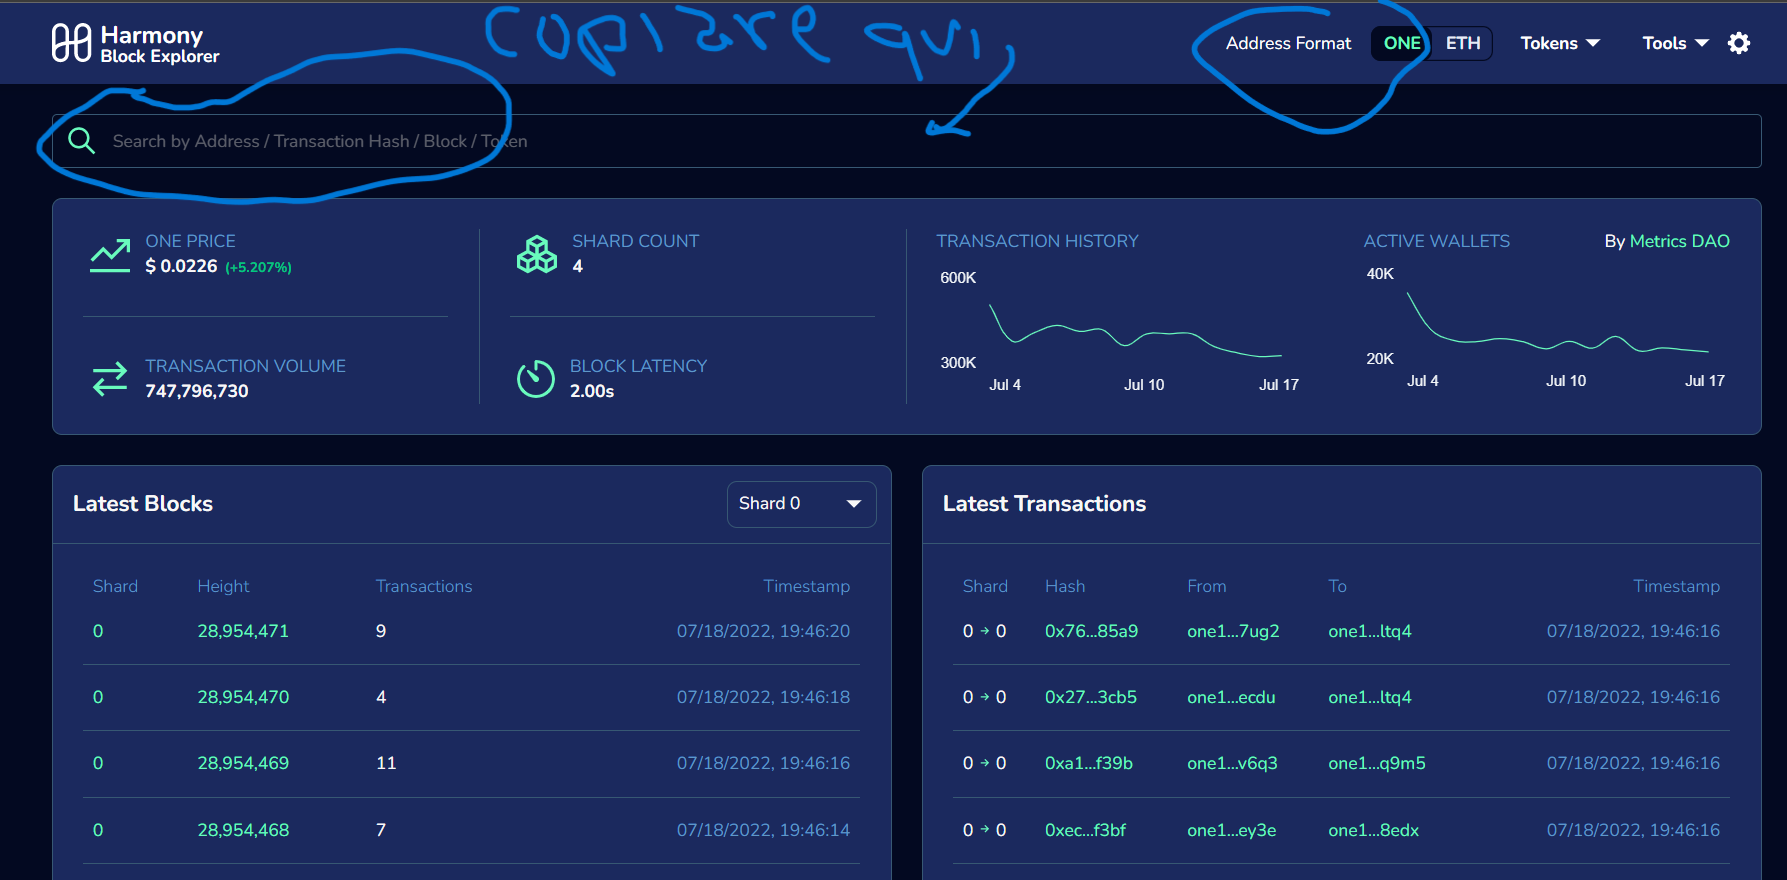 copiare qui,
Harmony
Block Explorer
Address Format ONE ETH Tokens Tools
Search by Address / Transaction Hash / Block / Token
ONE PRICE
$ 0.0226 (+5.207%)
SHARD COUNT
4
TRANSACTION VOLUME
747,796,730
BLOCK LATENCY
2.00s
TRANSACTION HISTORY
600K
300K
Jul 4 Jul 10 Jul 17
ACTIVE WALLETS By Metrics DAO
40K
20K
Jul 4 Jul 10 Jul 17
Latest Blocks Shard 0
Shard Height Transactions Timestamp
0 28,954,471 9 07/18/2022, 19:46:20
0 28,954,470 4 07/18/2022, 19:46:18
0 28,954,469 11 07/18/2022, 19:46:16
0 28,954,468 7 07/18/2022, 19:46:14
Latest Transactions
Shard Hash From To Timestamp
0 → 0 0x76...85a9 one1...7ug2 one1...ltq4 07/18/2022, 19:46:16
0 → 0 0x27...3cb5 one1...ecdu one1...ltq4 07/18/2022, 19:46:16
0 → 0 0xa1...f39b one1...v6q3 one1...q9m5 07/18/2022, 19:46:16
0 → 0 0xec...f3bf one1...ey3e one1...8edx 07/18/2022, 19:46:16